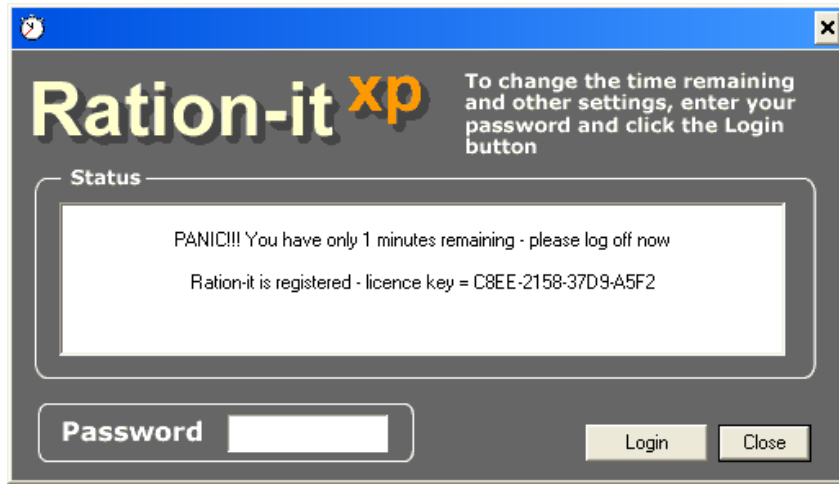 Ration-it xp
To change the time remaining
and other settings, enter your
password and click the Login
button
Status
PANIC!!! You have only 1 minutes remaining - please log off now
Ration-it is registered - licence key = C8EE-2158-37D9-A5F2
Password
Login
Close